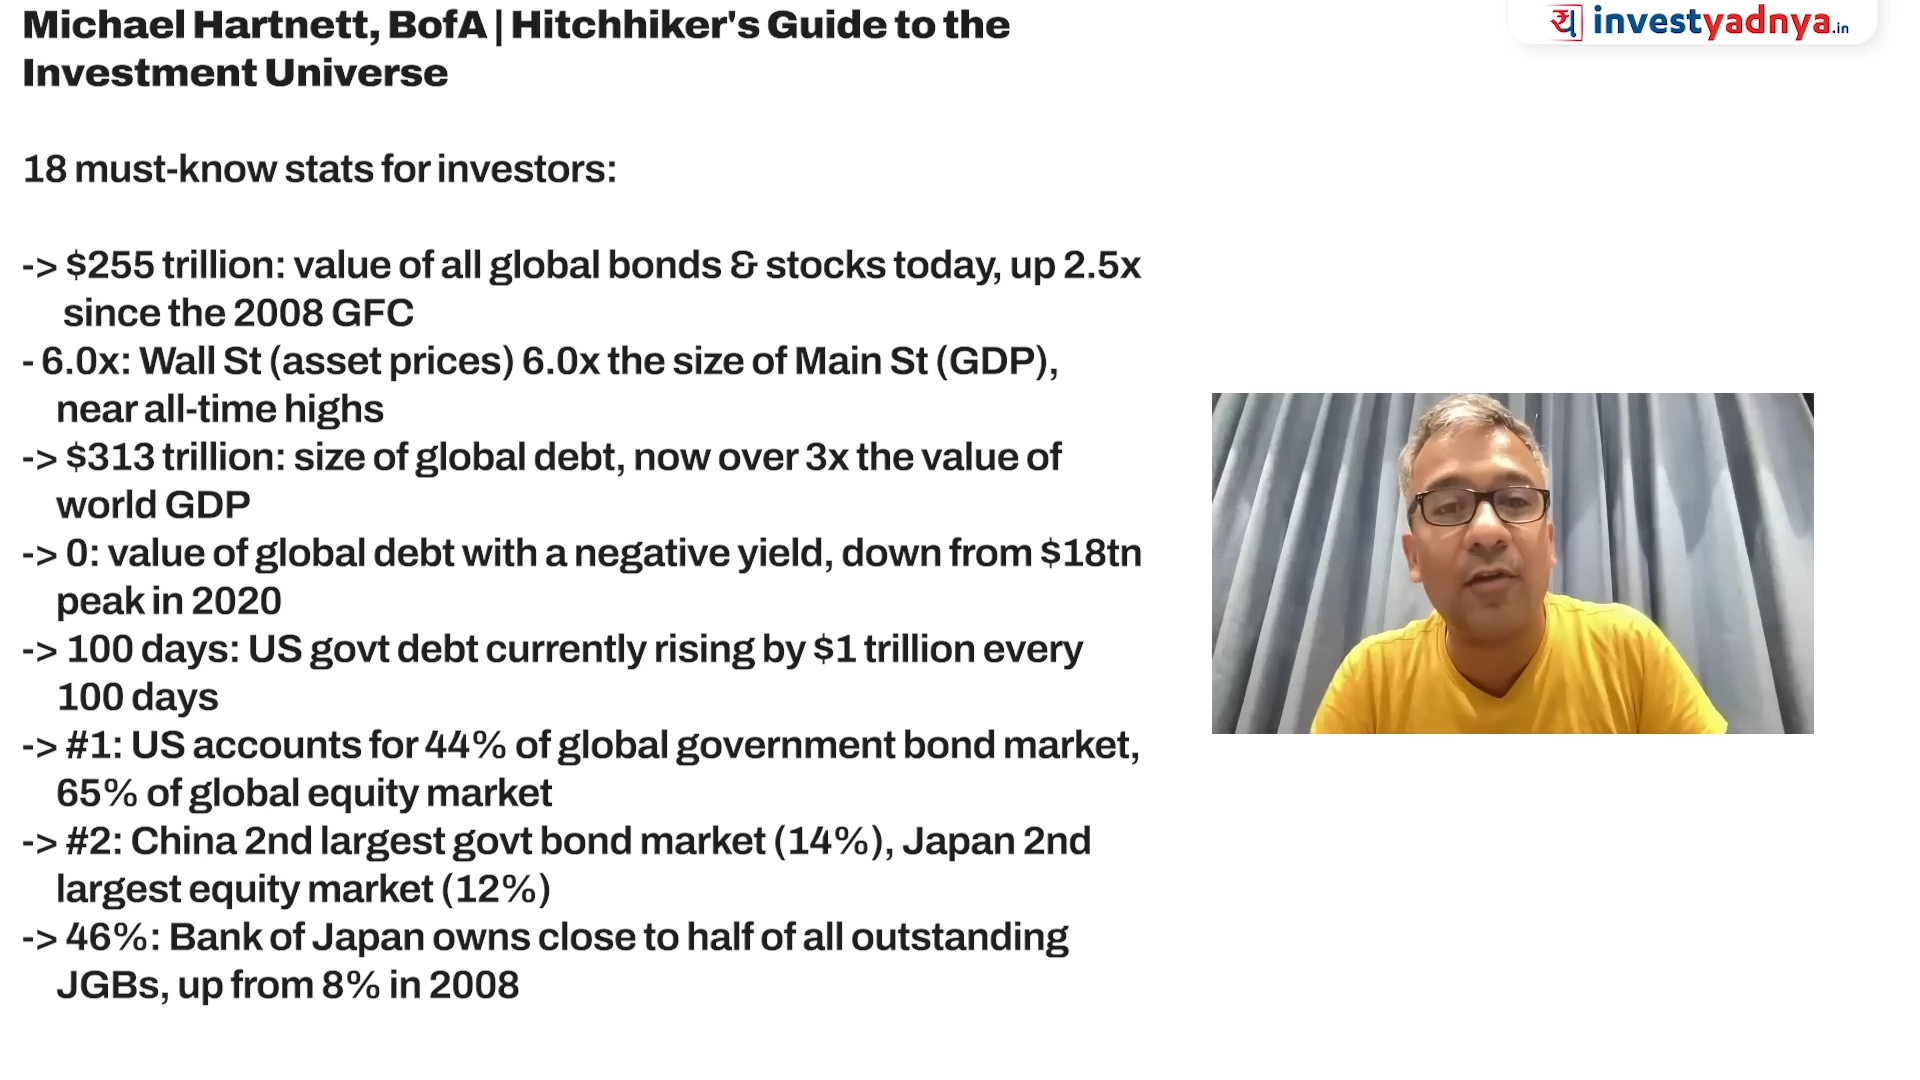 Michael Hartnett, BofA | Hitchhiker's Guide to the
Investment Universe
य investyadnya.in
18 must-know stats for investors:
-> $255 trillion: value of all global bonds & stocks today, up 2.5x
since the 2008 GFC
- 6.0x: Wall St (asset prices) 6.0x the size of Main St (GDP),
near all-time highs
-> $313 trillion: size of global debt, now over 3x the value of
world GDP
-> 0: value of global debt with a negative yield, down from $18tn
peak in 2020
-> 100 days: US govt debt currently rising by $1 trillion every
100 days
-> #1: US accounts for 44% of global government bond market,
65% of global equity market
-> #2: China 2nd largest govt bond market (14%), Japan 2nd
largest equity market (12%)
-> 46%: Bank of Japan owns close to half of all outstanding
JGBs, up from 8% in 2008